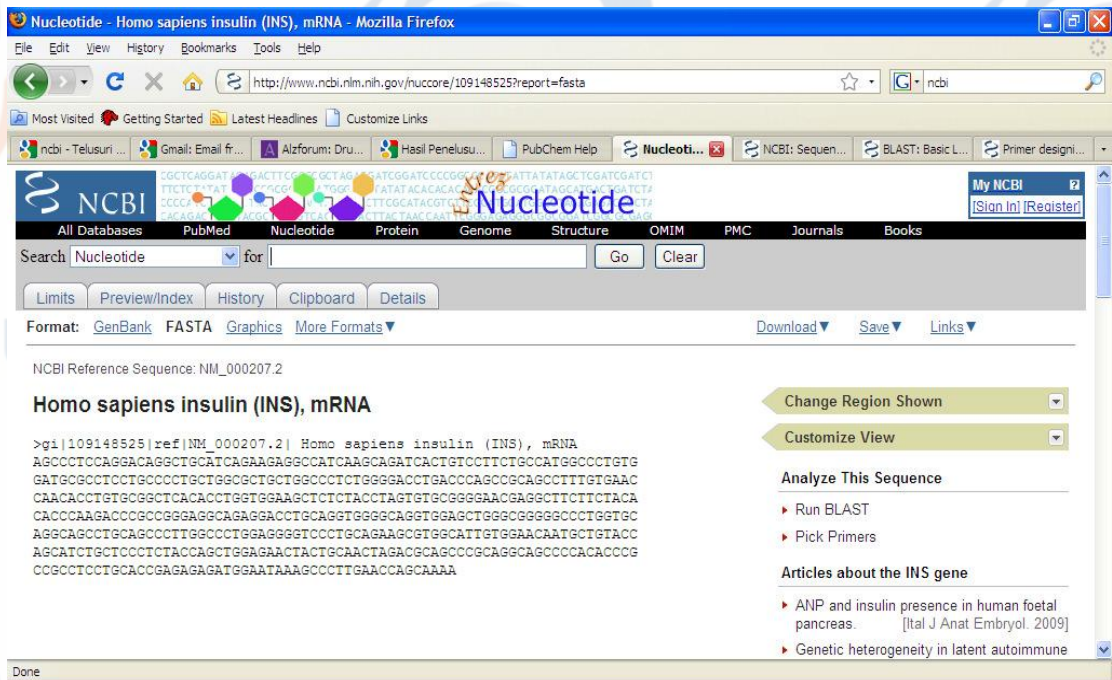 Nucleotide - Homo sapiens insulin (INS), mRNA - Mozilla Firefox
File Edit View History Bookmarks Tools Help
http://www.ncbi.nlm.nih.gov/nuccore/109148525?report=fasta
G ncbi
Most Visited Getting Started Latest Headlines Customize Links
ncbi - Telusuri ... Gmail: Email fr... Alzforum: Dru... Hasil Penelusu... PubChem Help Nucleoti... NCBI: Sequen... BLAST: Basic L... Primer designi...
NCBI
Entrez
Nucleotide
My NCBI
[Sign In] [Register]
All Databases PubMed Nucleotide Protein Genome Structure OMIM PMC Journals Books
Search Nucleotide for Go Clear
Limits Preview/Index History Clipboard Details
Format: GenBank FASTA Graphics More Formats▼ Download▼ Save▼ Links▼
NCBI Reference Sequence: NM_000207.2
Homo sapiens insulin (INS), mRNA
>gi|109148525|ref|NM_000207.2| Homo sapiens insulin (INS), mRNA
AGCCCTCCAGGACAGGCTGCATCAGAAGAGGCCATCAAGCAGATCACTGTCCTTCTGCCATGGCCCTGTG
GATGCGCCTCCTGCCCCTGCTGGCGCTGCTGGCCCTCTGGGGACCTGACCCAGCCGCAGCCTTTGTGAAC
CAACACCTGTGCGGCTCACACCTGGTGGAAGCTCTCTACCTAGTGTGCGGGGAACGAGGCTTCTTCTACA
CACCCAAGACCCGCCGGGAGGCAGAGGACCTGCAGGTGGGGCAGGTGGAGCTGGGCGGGGGCCCTGGTGC
AGGCAGCCTGCAGCCCTTGGCCCTGGAGGGGTCCCTGCAGAAGCGTGGCATTGTGGAACAATGCTGTACC
AGCATCTGCTCCCTCTACCAGCTGGAGAACTACTGCAACTAGACGCAGCCCGCAGGCAGCCCCACACCCG
CCGCCTCCTGCACCGAGAGAGATGGAATAAAGCCCTTGAACCAGCAAAA
Change Region Shown
Customize View
Analyze This Sequence
Run BLAST
Pick Primers
Articles about the INS gene
ANP and insulin presence in human foetal
pancreas. [Ital J Anat Embryol. 2009]
Genetic heterogeneity in latent autoimmune
Done